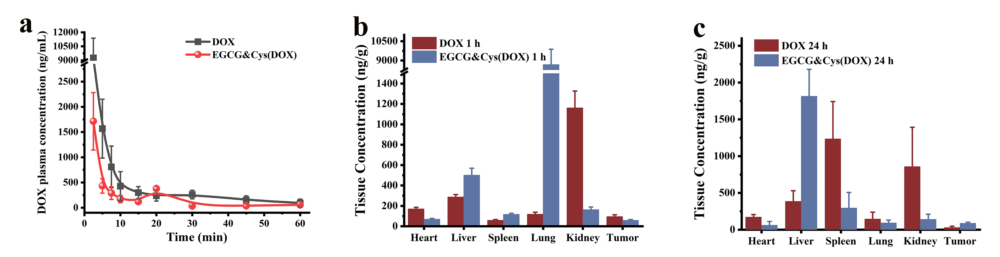 a
DOX plasma concentration (ng/mL)
12000
10500
9000
2500
2000
1500
1000
500
0
0 10 20 30 40 50 60
Time (min)
DOX
EGCG&Cys(DOX)
b
Tissue Concentration (ng/g)
10500
9000
1400
1200
1000
800
600
400
200
0
DOX 1 h
EGCG&Cys(DOX) 1 h
Heart Liver Spleen Lung Kidney Tumor
c
Tissue Concentration (ng/g)
2500
2000
1500
1000
500
0
DOX 24 h
EGCG&Cys(DOX) 24 h
Heart Liver Spleen Lung Kidney Tumor